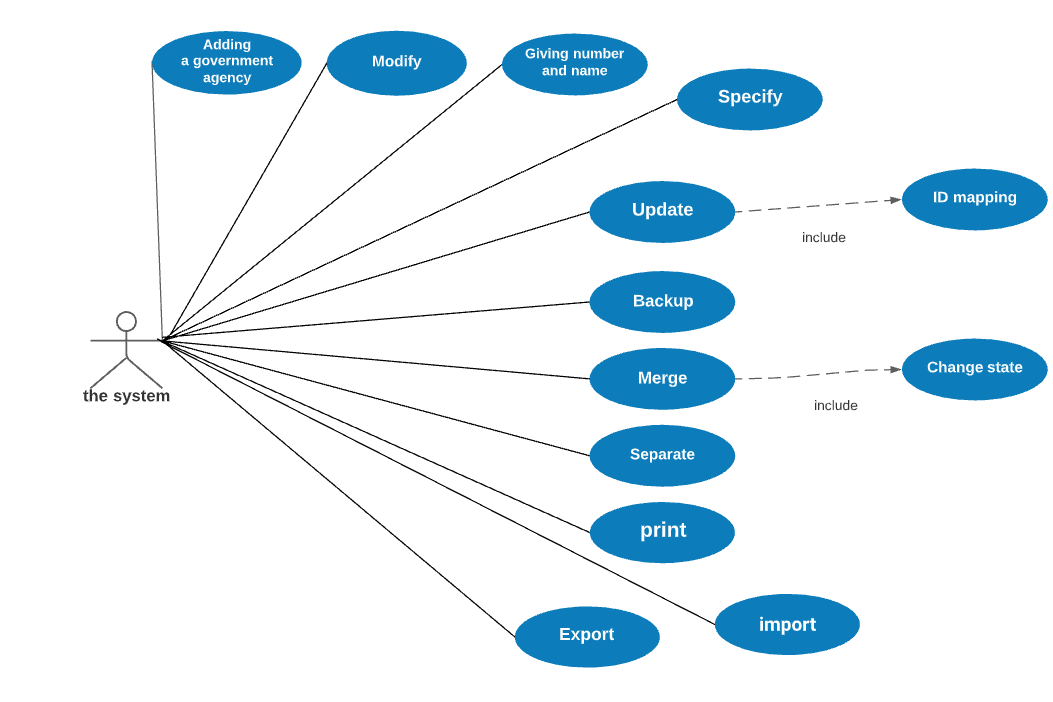 Adding
a government
agency
Modify
Giving number
and name
Specify
Update
ID mapping
include
Backup
Merge
Change state
include
the system
Separate
print
import
Export